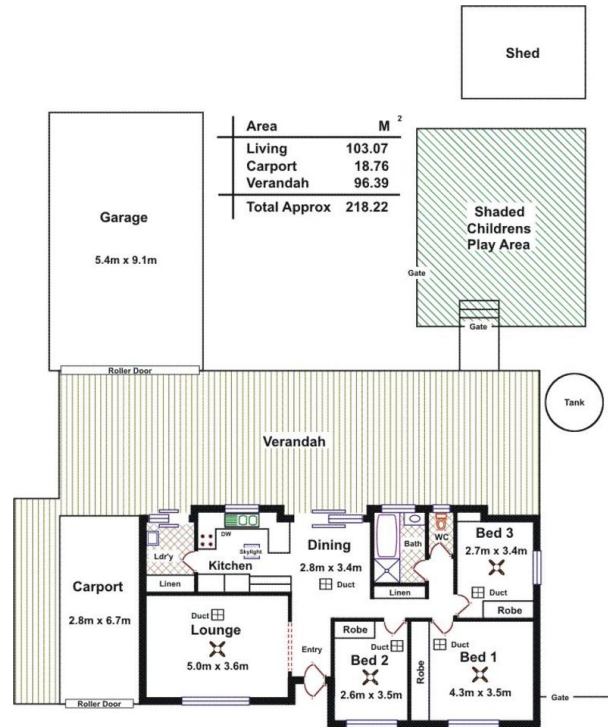 Shed
Area M 2
Living 103.07
Carport 18.76
Verandah 96.39
Total Approx 218.22
Garage
5.4m x 9.1m
Shaded
Childrens
Play Area
Gate
Gate
Roller Door
Tank
Verandah
Ldr'y
Linen
DW
Skylight
Kitchen
Dining
2.8m x 3.4m
Duct
Bath
Linen
WC
Bed 3
2.7m x 3.4m
Duct
Robe
Carport
2.8m x 6.7m
Roller Door
Duct
Lounge
5.0m x 3.6m
Entry
Robe
Duct
Bed 2
2.6m x 3.5m
Robe
Duct
Bed 1
4.3m x 3.5m
Gate